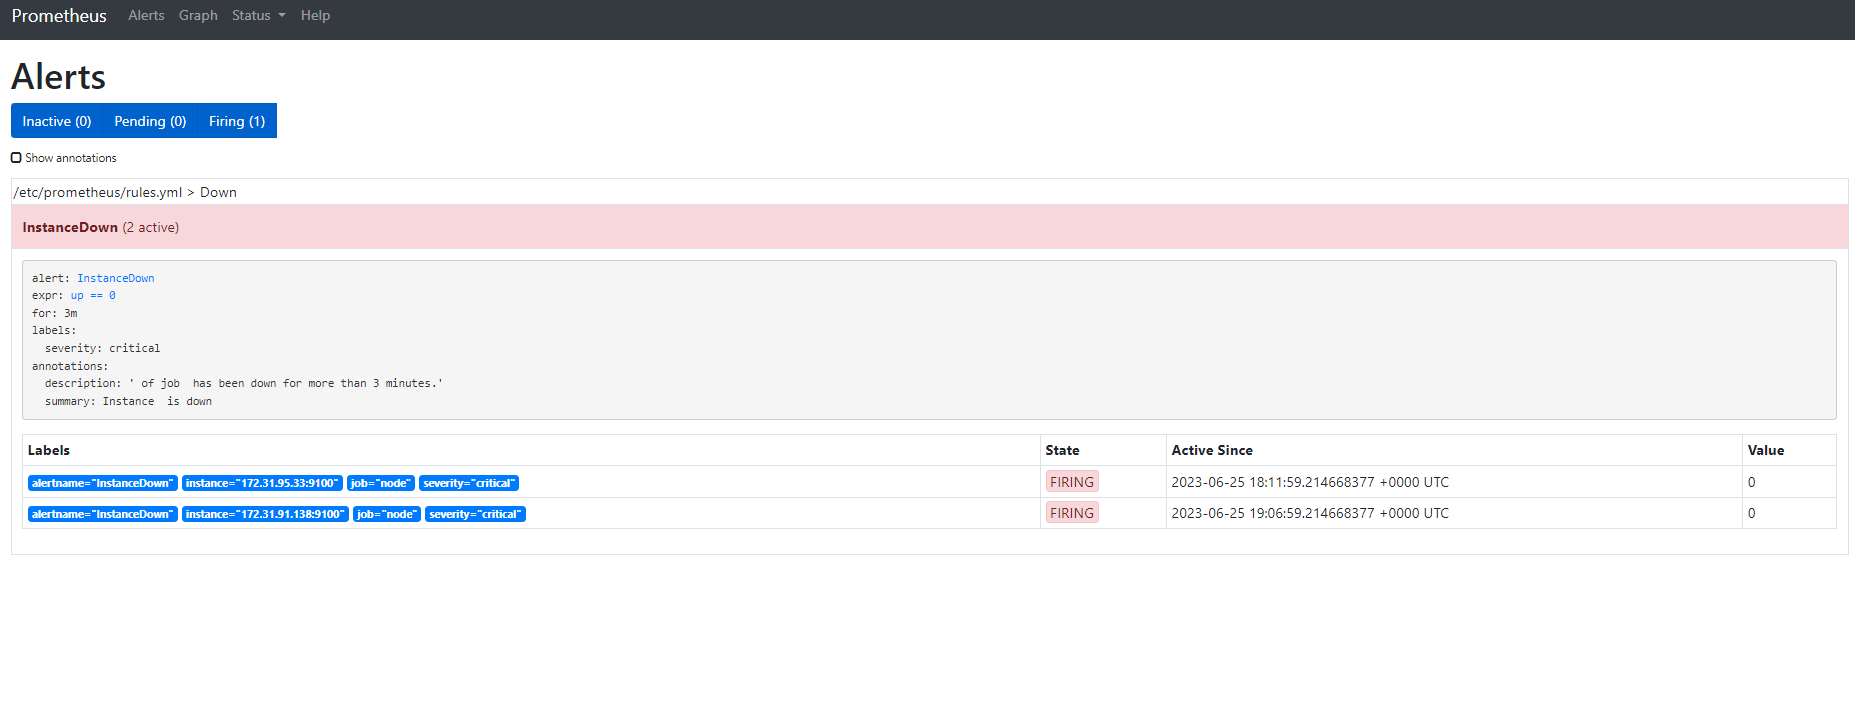 Prometheus Alerts Graph Status Help
Alerts
Inactive (0) Pending (0) Firing (1)
Show annotations
/etc/prometheus/rules.yml > Down
InstanceDown (2 active)
alert: InstanceDown
expr: up == 0
for: 3m
labels:
  severity: critical
annotations:
  description: ' of job  has been down for more than 3 minutes.'
  summary: Instance  is down
Labels State Active Since Value
alertname="InstanceDown" instance="172.31.95.33:9100" job="node" severity="critical" FIRING 2023-06-25 18:11:59.214668377 +0000 UTC 0
alertname="InstanceDown" instance="172.31.91.138:9100" job="node" severity="critical" FIRING 2023-06-25 19:06:59.214668377 +0000 UTC 0